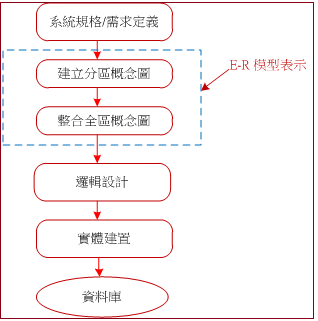 系統規格/需求定義
建立分區概念圖
E-R 模型表示
整合全區概念圖
邏輯設計
實體建置
資料庫